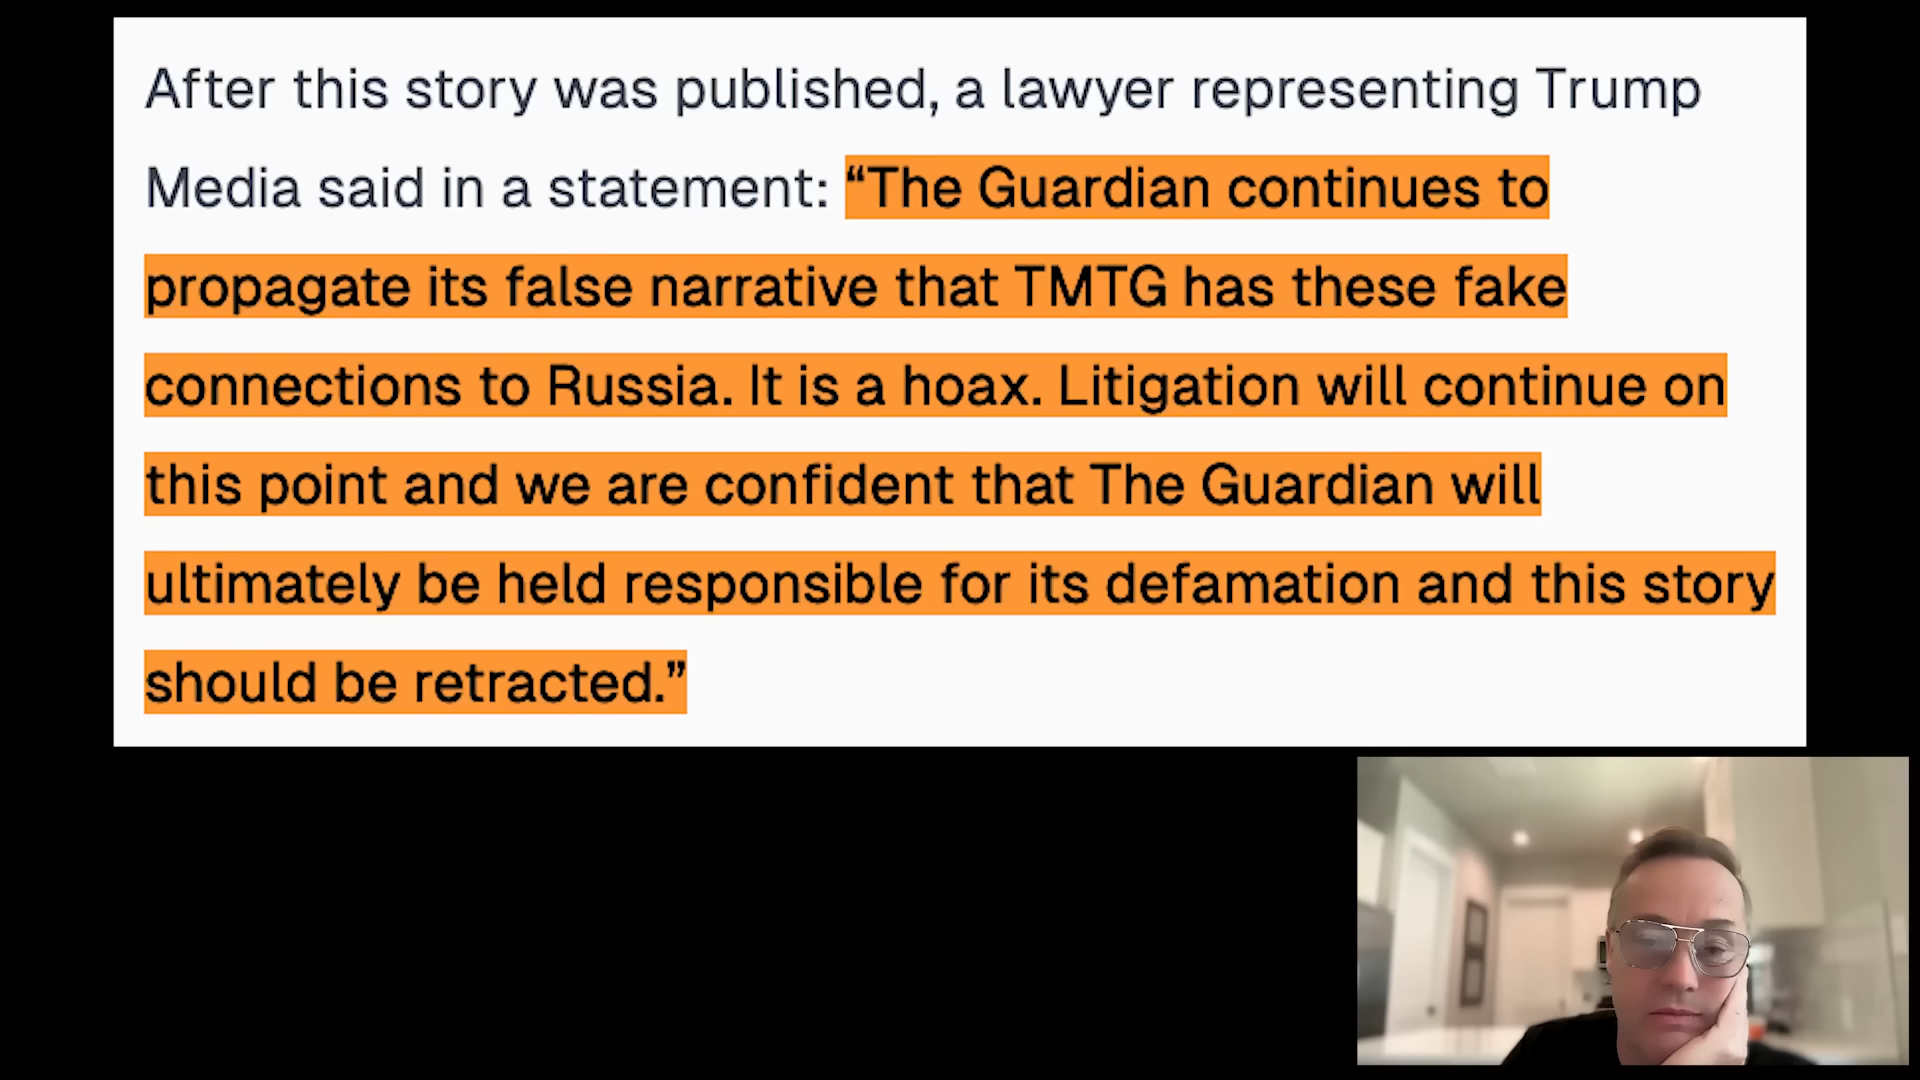 After this story was published, a lawyer representing Trump
Media said in a statement: “The Guardian continues to
propagate its false narrative that TMTG has these fake
connections to Russia. It is a hoax. Litigation will continue on
this point and we are confident that The Guardian will
ultimately be held responsible for its defamation and this story
should be retracted.”